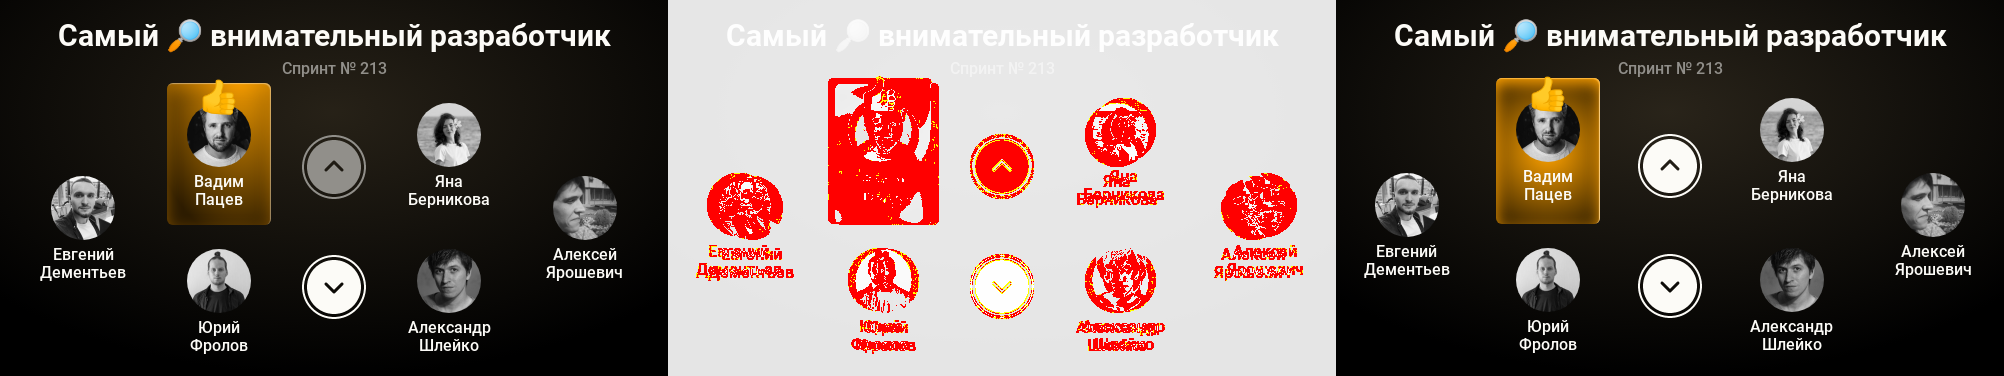 Самый 🔎 внимательный разработчик
Спринт № 213
Вадим
Пацев
Яна
Берникова
Евгений
Дементьев
Алексей
Ярошевич
Юрий
Фролов
Александр
Шлейко
Самый 🔎 внимательный разработчик
Спринт № 213
Яна
Берникова
Евгений
Дементьев
Алексей
Ярошевич
Юрий
Фролов
Александр
Шлейко
Самый 🔎 внимательный разработчик
Спринт № 213
Вадим
Пацев
Яна
Берникова
Евгений
Дементьев
Алексей
Ярошевич
Юрий
Фролов
Александр
Шлейко